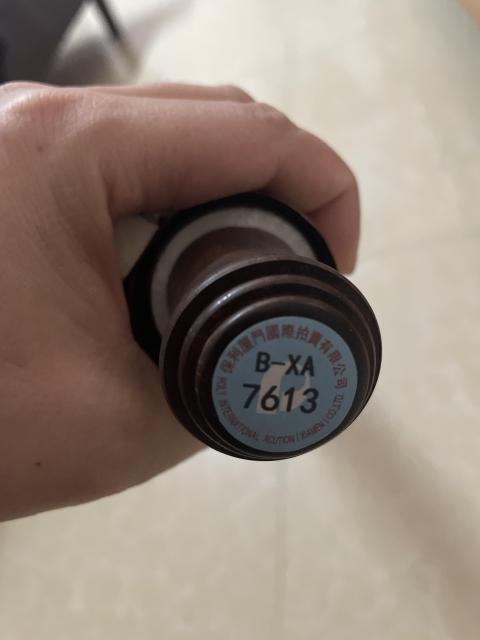 保利厦門國際拍賣有限公司
B-XA
7613
POLY INTERNATIONAL AUCTION (XIAMEN) CO.,LTD.